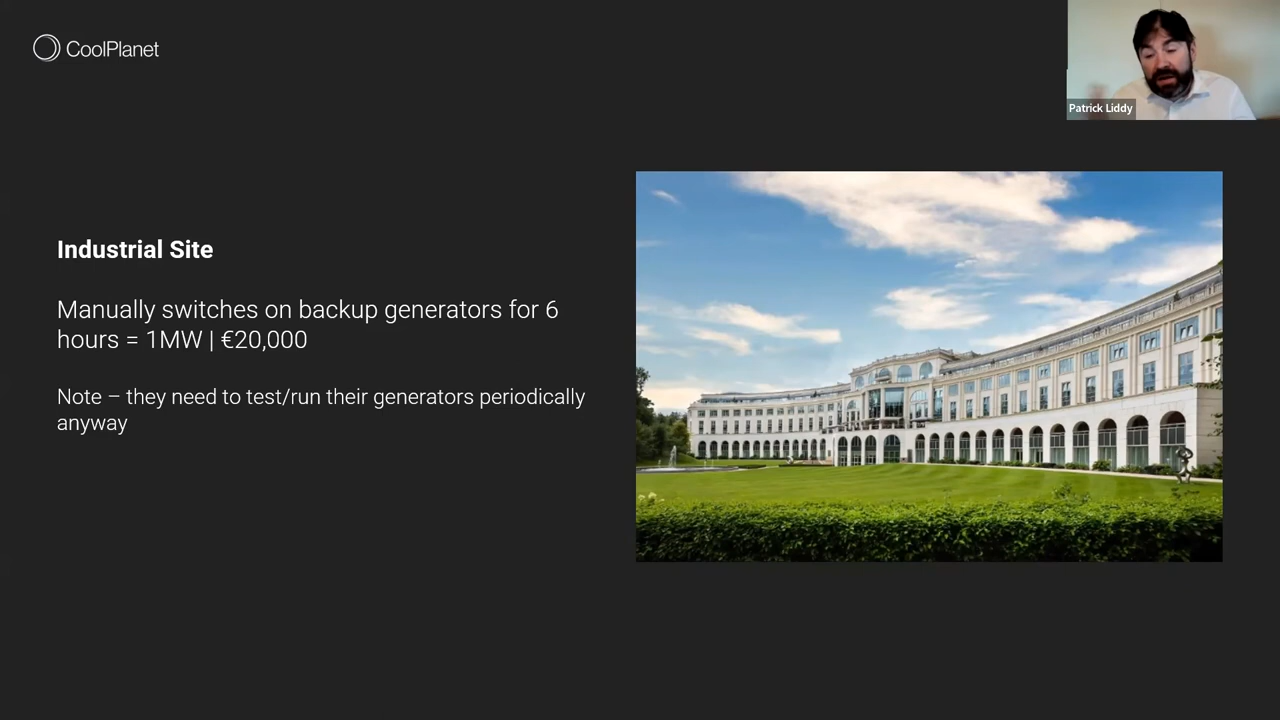 CoolPlanet
Patrick Liddy
Industrial Site
Manually switches on backup generators for 6
hours = 1MW | €20,000
Note – they need to test/run their generators periodically
anyway